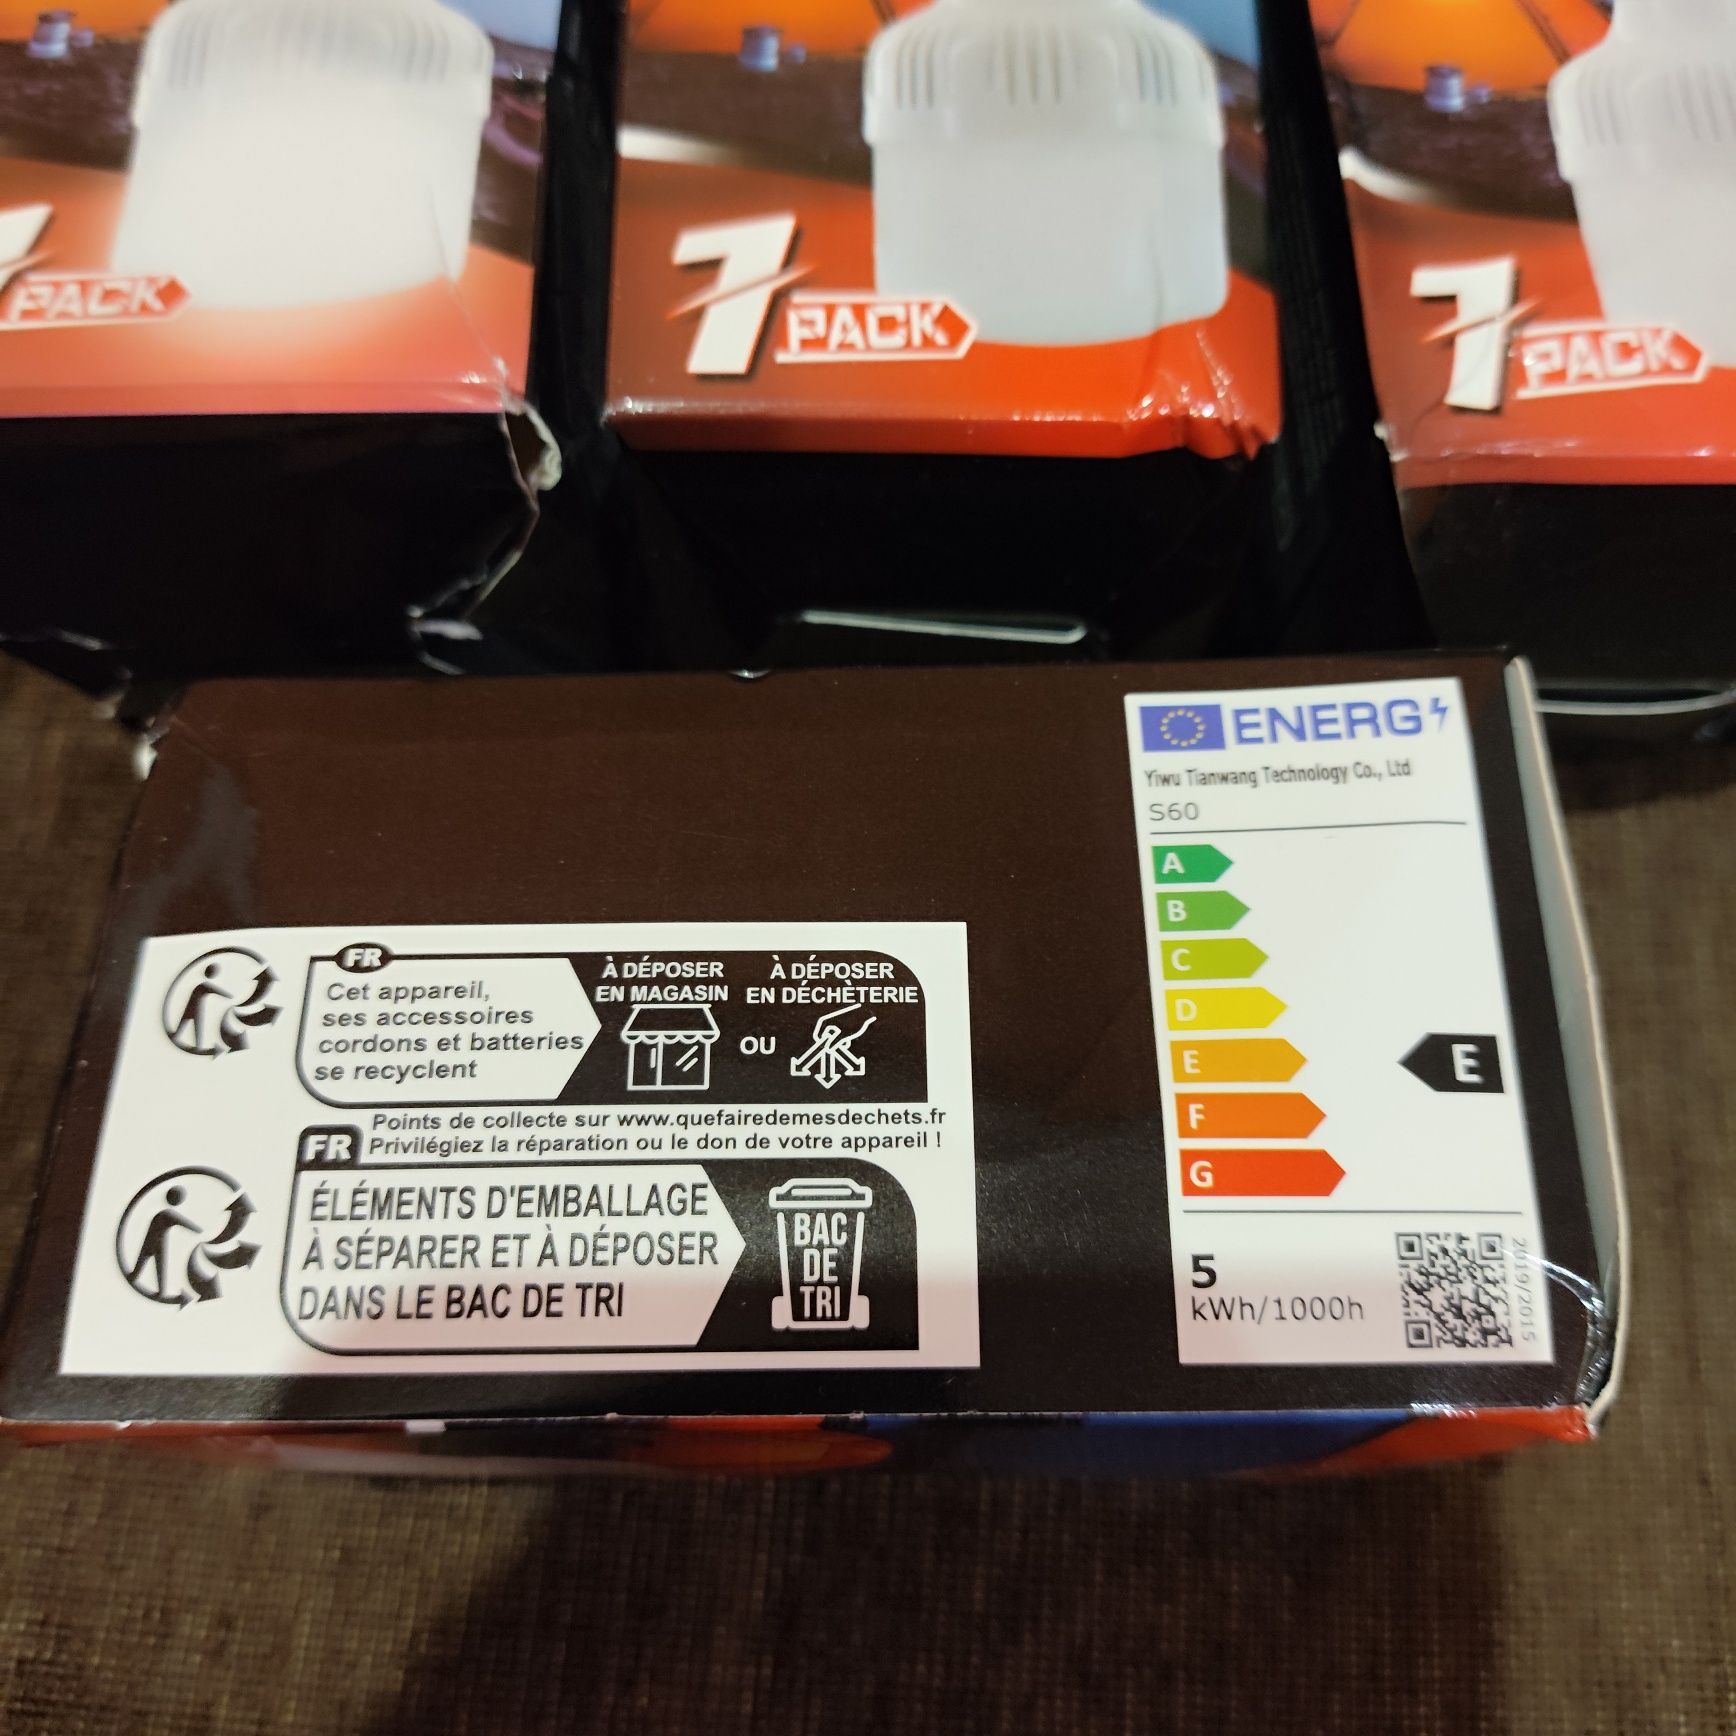 1 PACK
1 PACK
1 PACK
FR
Cet appareil,
ses accessoires
cordons et batteries
se recyclent
À DÉPOSER
EN MAGASIN
OU
À DÉPOSER
EN DÉCHÈTERIE
Points de collecte sur www.quefairedemesdechets.fr
Privilégiez la réparation ou le don de votre appareil !
FR
ÉLÉMENTS D'EMBALLAGE
À SÉPARER ET À DÉPOSER
DANS LE BAC DE TRI
BAC
DE
TRI
ENERG
Yiwu Tianwang Technology Co., Ltd
S60
A
B
C
D
E
F
G
E
5
kWh/1000h
2019/2015